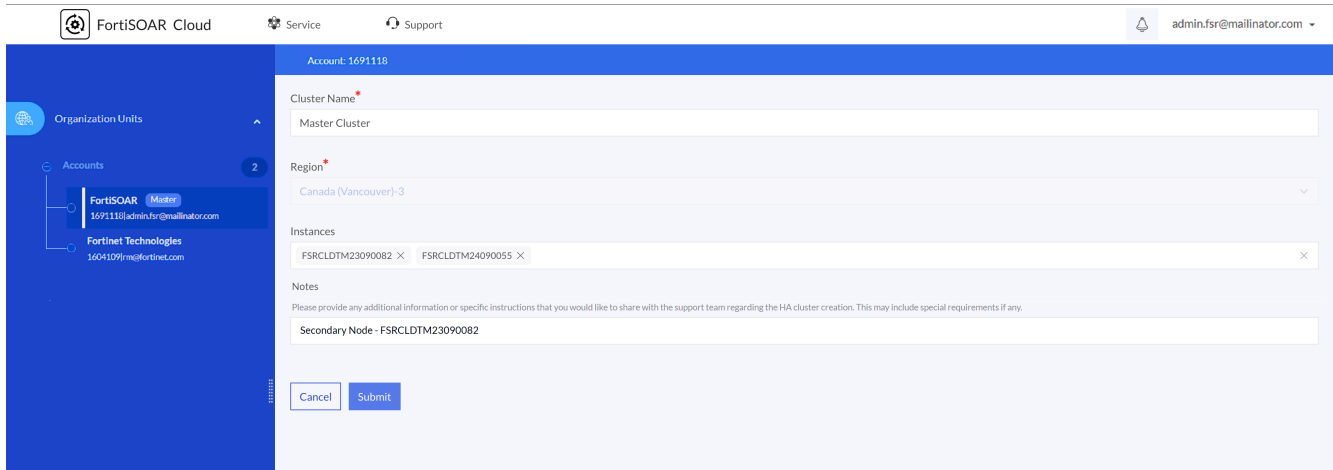 FortiSOAR Cloud
Service
Support
admin.fsr@mailinator.com
Account: 1691118
Organization Units
Accounts
2
FortiSOAR Master
1691118|admin.fsr@mailinator.com
Fortinet Technologies
1604109|rm@fortinet.com
Cluster Name*
Master Cluster
Region*
Canada (Vancouver)-3
Instances
FSRCLDTM23090082 × FSRCLDTM24090055 ×
Notes
Please provide any additional information or specific instructions that you would like to share with the support team regarding the HA cluster creation. This may include special requirements if any.
Secondary Node - FSRCLDTM23090082
Cancel
Submit